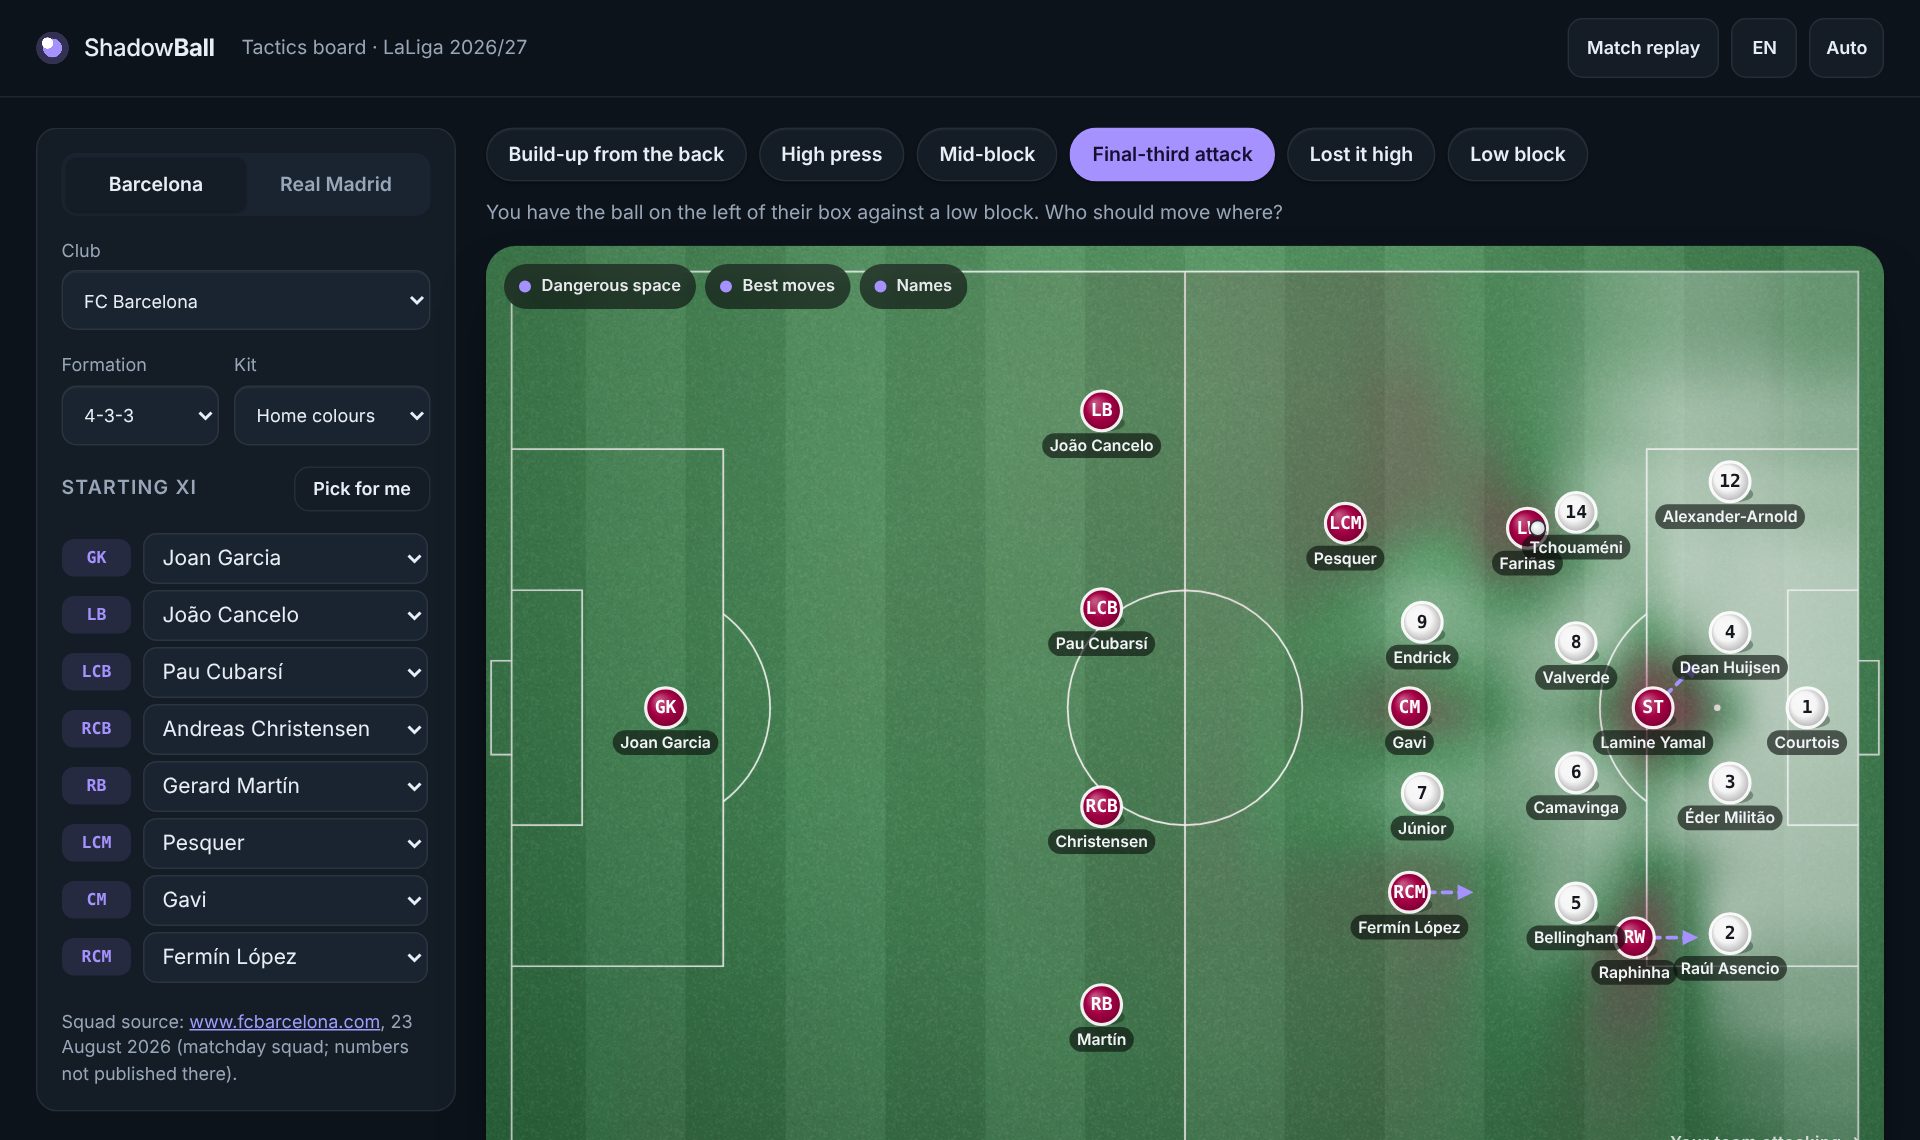 ShadowBall
Tactics board · LaLiga 2026/27
Match replay
EN
Auto
Barcelona
Real Madrid
Club
FC Barcelona
Formation
Kit
4-3-3
Home colours
STARTING XI
Pick for me
GK
Joan Garcia
LB
João Cancelo
LCB
Pau Cubarsí
RCB
Andreas Christensen
RB
Gerard Martín
LCM
Pesquer
CM
Gavi
RCM
Fermín López
Squad source: www.fcbarcelona.com, 23
August 2026 (matchday squad; numbers
not published there).
Build-up from the back
High press
Mid-block
Final-third attack
Lost it high
Low block
You have the ball on the left of their box against a low block. Who should move where?
Dangerous space
Best moves
Names
LB
João Cancelo
12
Alexander-Arnold
LCM
Pesquer
14
Tchouaméni
Fariñas
LCB
Pau Cubarsí
9
Endrick
8
Valverde
4
Dean Huijsen
GK
Joan Garcia
CM
Gavi
ST
Lamine Yamal
1
Courtois
RCB
Christensen
7
Júnior
6
Camavinga
3
Éder Militão
RCM
Fermín López
5
Bellingham
RW
Raphinha
2
Raúl Asencio
RB
Martín